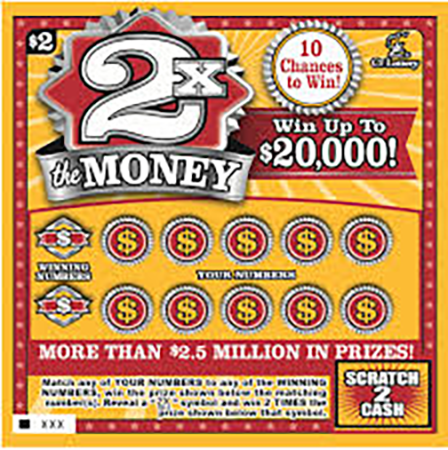 $2
2X
the MONEY
10
Chances
to Win!
CT Lottery
Win Up To
$20,000!
$ $ $ $ $ $
WINNING
NUMBERS
YOUR NUMBERS
$ $ $ $ $ $
MORE THAN $2.5 MILLION IN PRIZES!
Match any of YOUR NUMBERS to any of the WINNING
NUMBERS, win the prize shown below the matching
number(s). Reveal a "2X" symbol and win 2 TIMES the
prize shown below that symbol.
SCRATCH
2
CASH
XXX